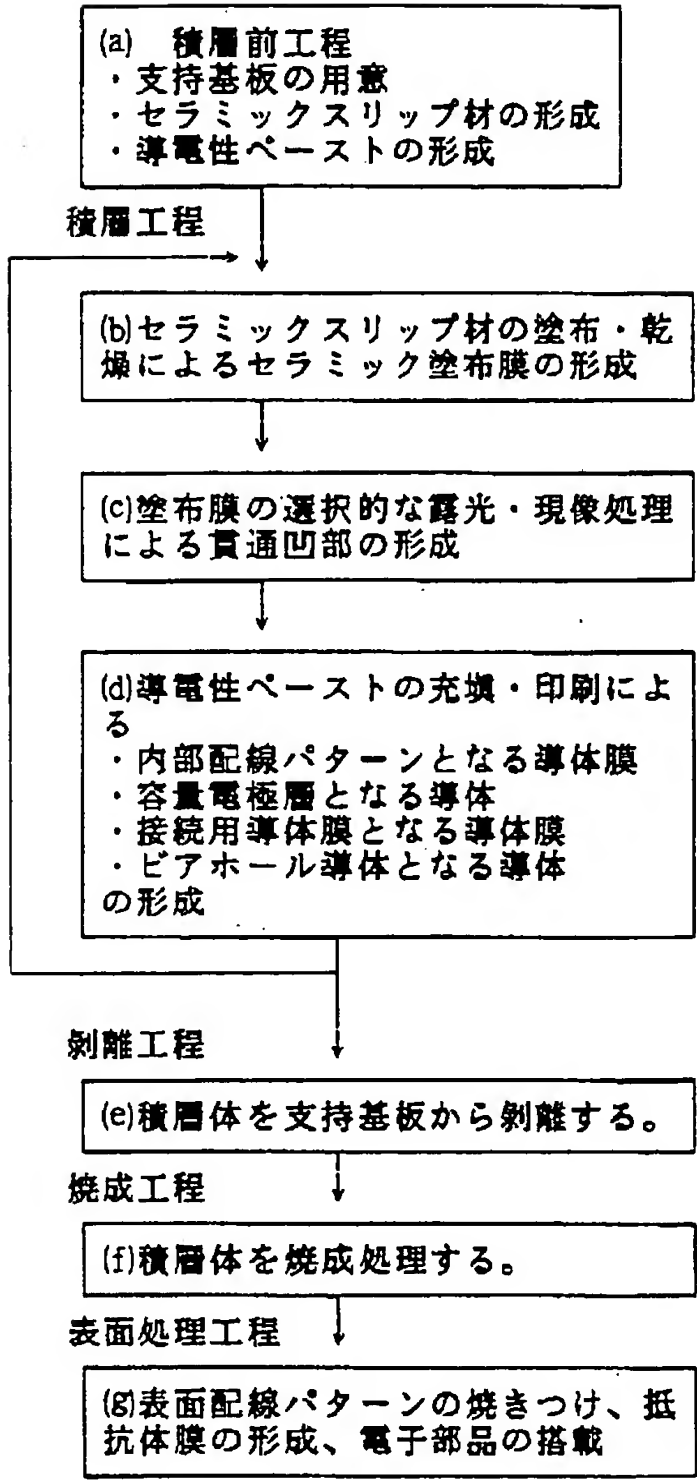 (a) 積層前工程
・支持基板の用意
・セラミックスリップ材の形成
・導電性ペーストの形成
積層工程
(b)セラミックスリップ材の塗布・乾
燥によるセラミック塗布膜の形成
(c)塗布膜の選択的な露光・現像処理
による貫通凹部の形成
(d)導電性ペーストの充填・印刷によ
る
・内部配線パターンとなる導体膜
・容量電極層となる導体
・接続用導体膜となる導体膜
・ビアホール導体となる導体
の形成
剝離工程
(e)積層体を支持基板から剝離する。
焼成工程
(f)積層体を焼成処理する。
表面処理工程
(g)表面配線パターンの焼きつけ、抵
抗体膜の形成、電子部品の搭載